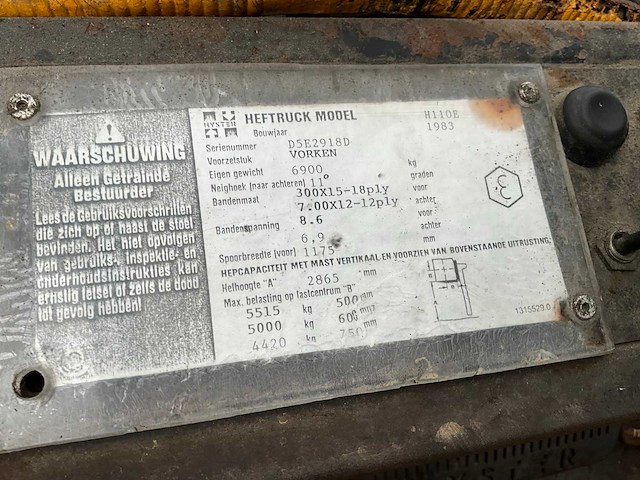 WAARSCHUWING
Alleen Getrainde
Bestuurder
Lees de Gebruiksvoorschriften
die zich op of naast de stoel
bevinden. Het niet opvolgen
van gebruiks-, inspektie- en
onderhoudsinstrukties kan
ernstig letsel of zelfs de dood
tot gevolg hebben!
HYSTER HEFTRUCK MODEL H110E
Bouwjaar 1983
Serienummer D5E2918D
Voorzetstuk VORKEN
Eigen gewicht 6900 kg
Neighoek (naar achteren) 11° graden
Bandenmaat 300X15-18ply voor
7.00X12-12ply achter
Bandenspanning 8.6 voor
6,9 achter
Spoorbreedte (voor) 1175 mm
HEFCAPACITEIT MET MAST VERTIKAAL EN VOORZIEN VAN BOVENSTAANDE UITRUSTING.
Hefhoogte "A" 2865 mm
Max. belasting op lastcentrum "B"
5515 kg 500 mm
5000 kg 600 mm
4420 kg 750 mm
1315529.0